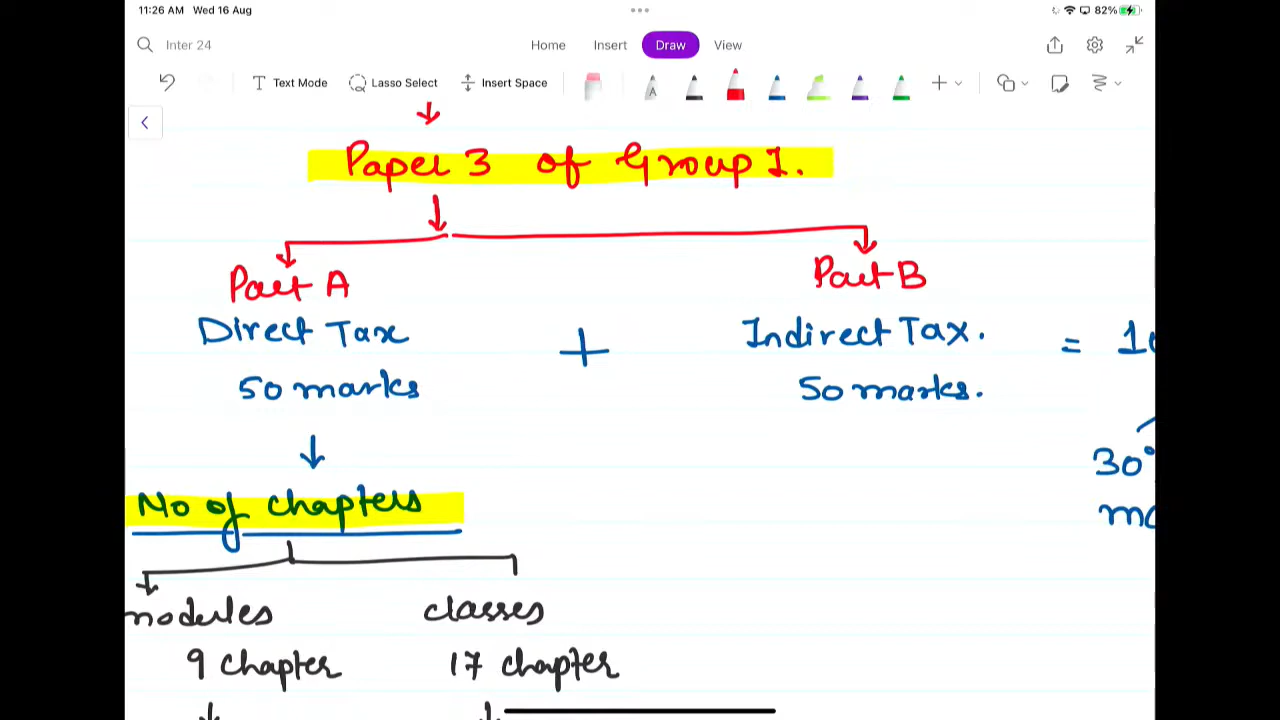 11:26 AM Wed 16 Aug
82%
Inter 24
Home Insert Draw View
Text Mode Lasso Select Insert Space
Paper 3 of Group I.
Part A Part B
Direct Tax + Indirect Tax. =
50 marks 50 marks.
No of chapters
classes
9 chapter 17 chapter